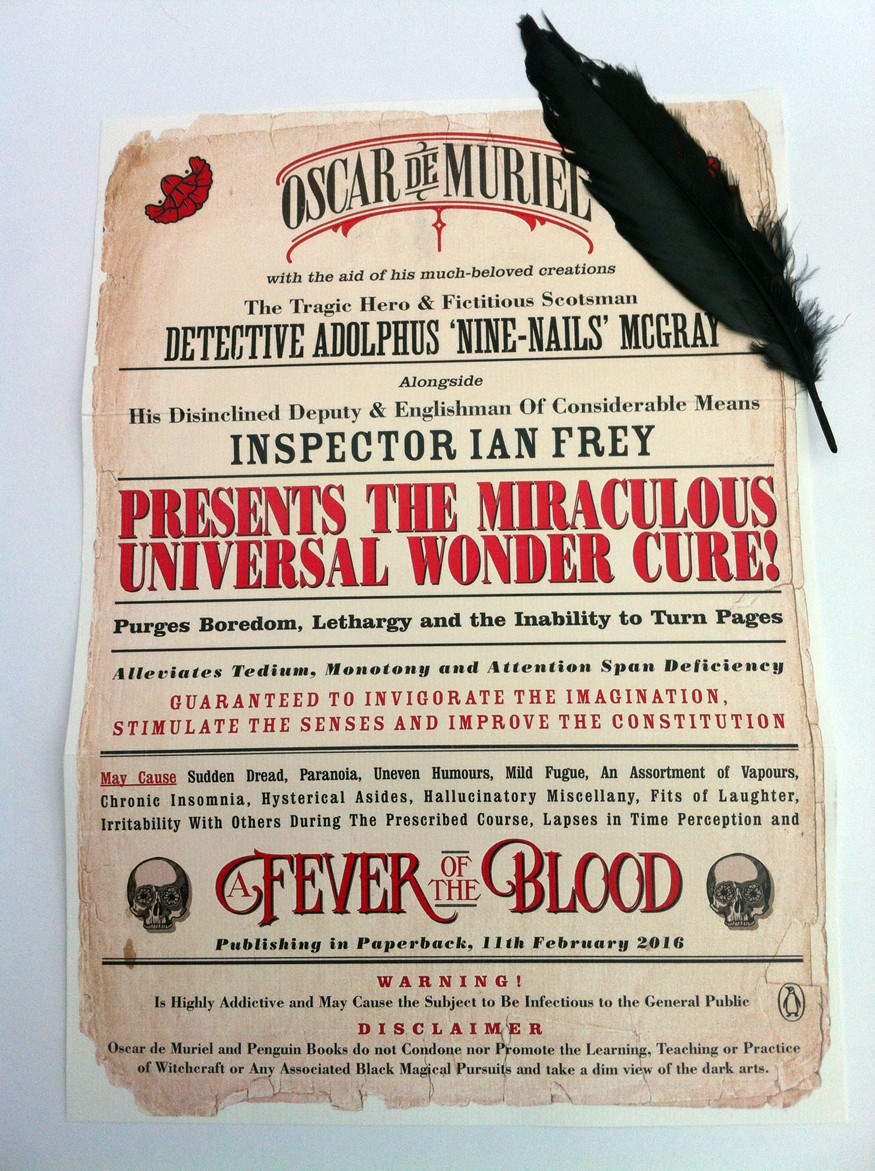 OSCAR DE MURIEL
with the aid of his much-beloved creations
The Tragic Hero & Fictitious Scotsman
DETECTIVE ADOLPHUS ‘NINE-NAILS’ MCGRAY
Alongside
His Disinclined Deputy & Englishman Of Considerable Means
INSPECTOR IAN FREY
PRESENTS THE MIRACULOUS
UNIVERSAL WONDER CURE!
Purges Boredom, Lethargy and the Inability to Turn Pages
Alleviates Tedium, Monotony and Attention Span Deficiency
GUARANTEED TO INVIGORATE THE IMAGINATION,
STIMULATE THE SENSES AND IMPROVE THE CONSTITUTION
May Cause Sudden Dread, Paranoia, Uneven Humours, Mild Fugue, An Assortment of Vapours,
Chronic Insomnia, Hysterical Asides, Hallucinatory Miscellany, Fits of Laughter,
Irritability With Others During The Prescribed Course, Lapses in Time Perception and
A FEVER OF THE BLOOD
Publishing in Paperback, 11th February 2016
WARNING!
Is Highly Addictive and May Cause the Subject to Be Infectious to the General Public
DISCLAIMER
Oscar de Muriel and Penguin Books do not Condone nor Promote the Learning, Teaching or Practice
of Witchcraft or Any Associated Black Magical Pursuits and take a dim view of the dark arts.